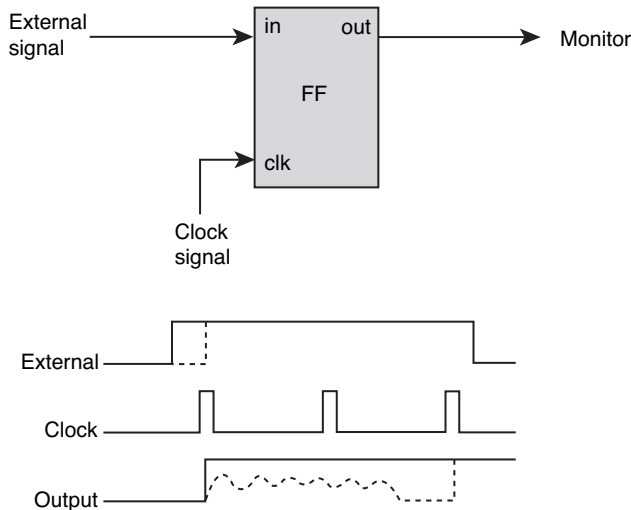 External
signal
in
out
Monitor
FF
clk
Clock
signal
External
Clock
Output